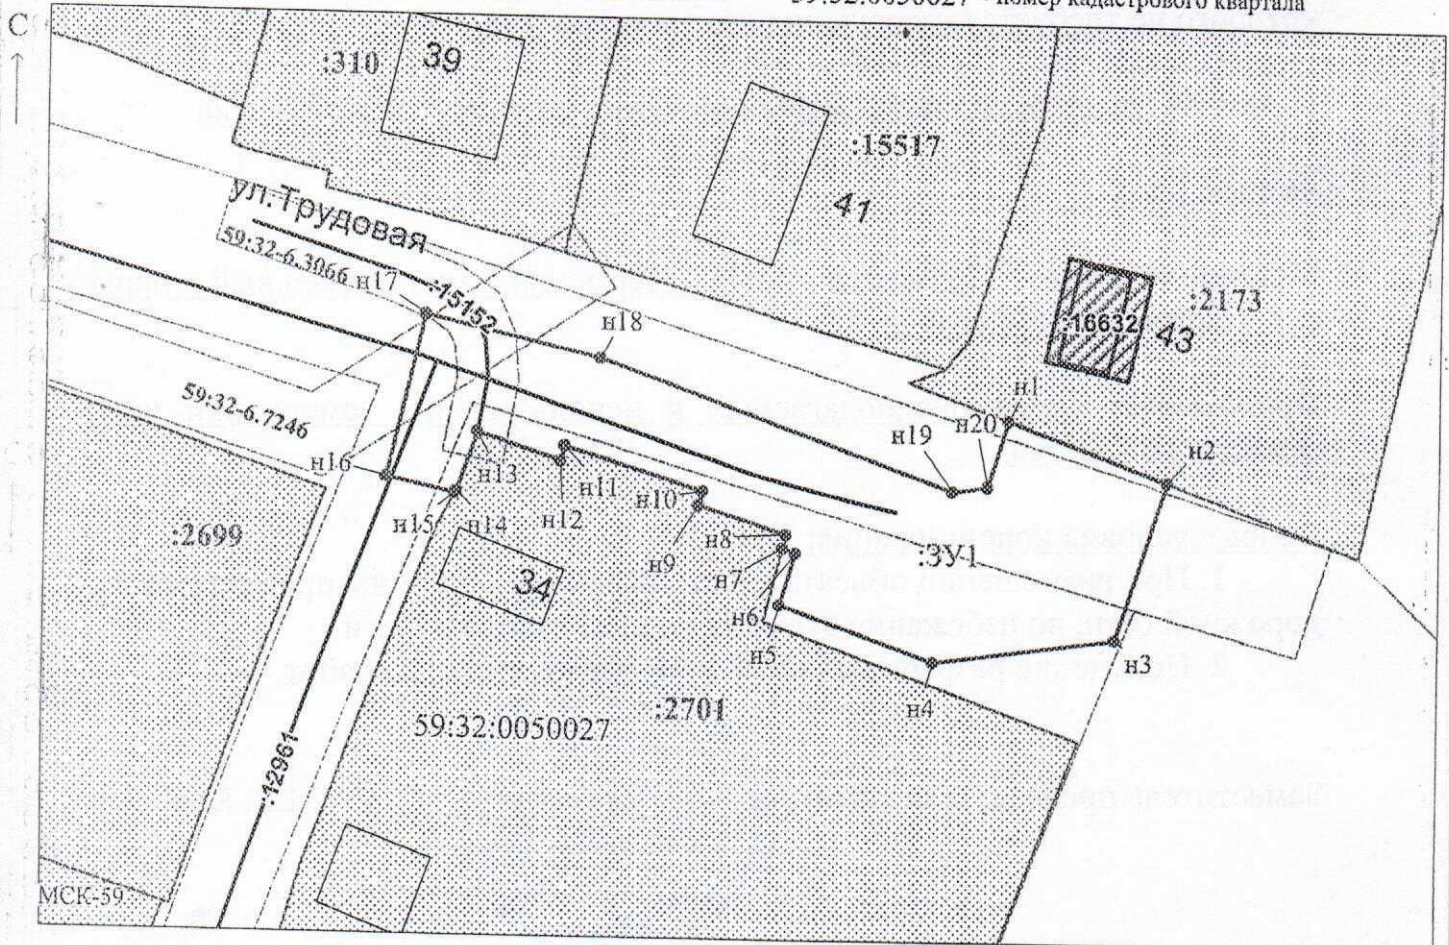 59:32:0050027 - номер кадастрового квартала
С
:310
39
:15517
41
ул.Трудовая
59:32-6.3066
н17
:15152
н18
:16632
43
:2173
н1
59:32-6.7246
н19
н20
н2
н16
н13
н11
н10
:2699
н15
н14
н12
н9
н8
н7
:ЗУ1
34
н6
н5
н3
н4
:2701
59:32:0050027
:12961
МСК-59